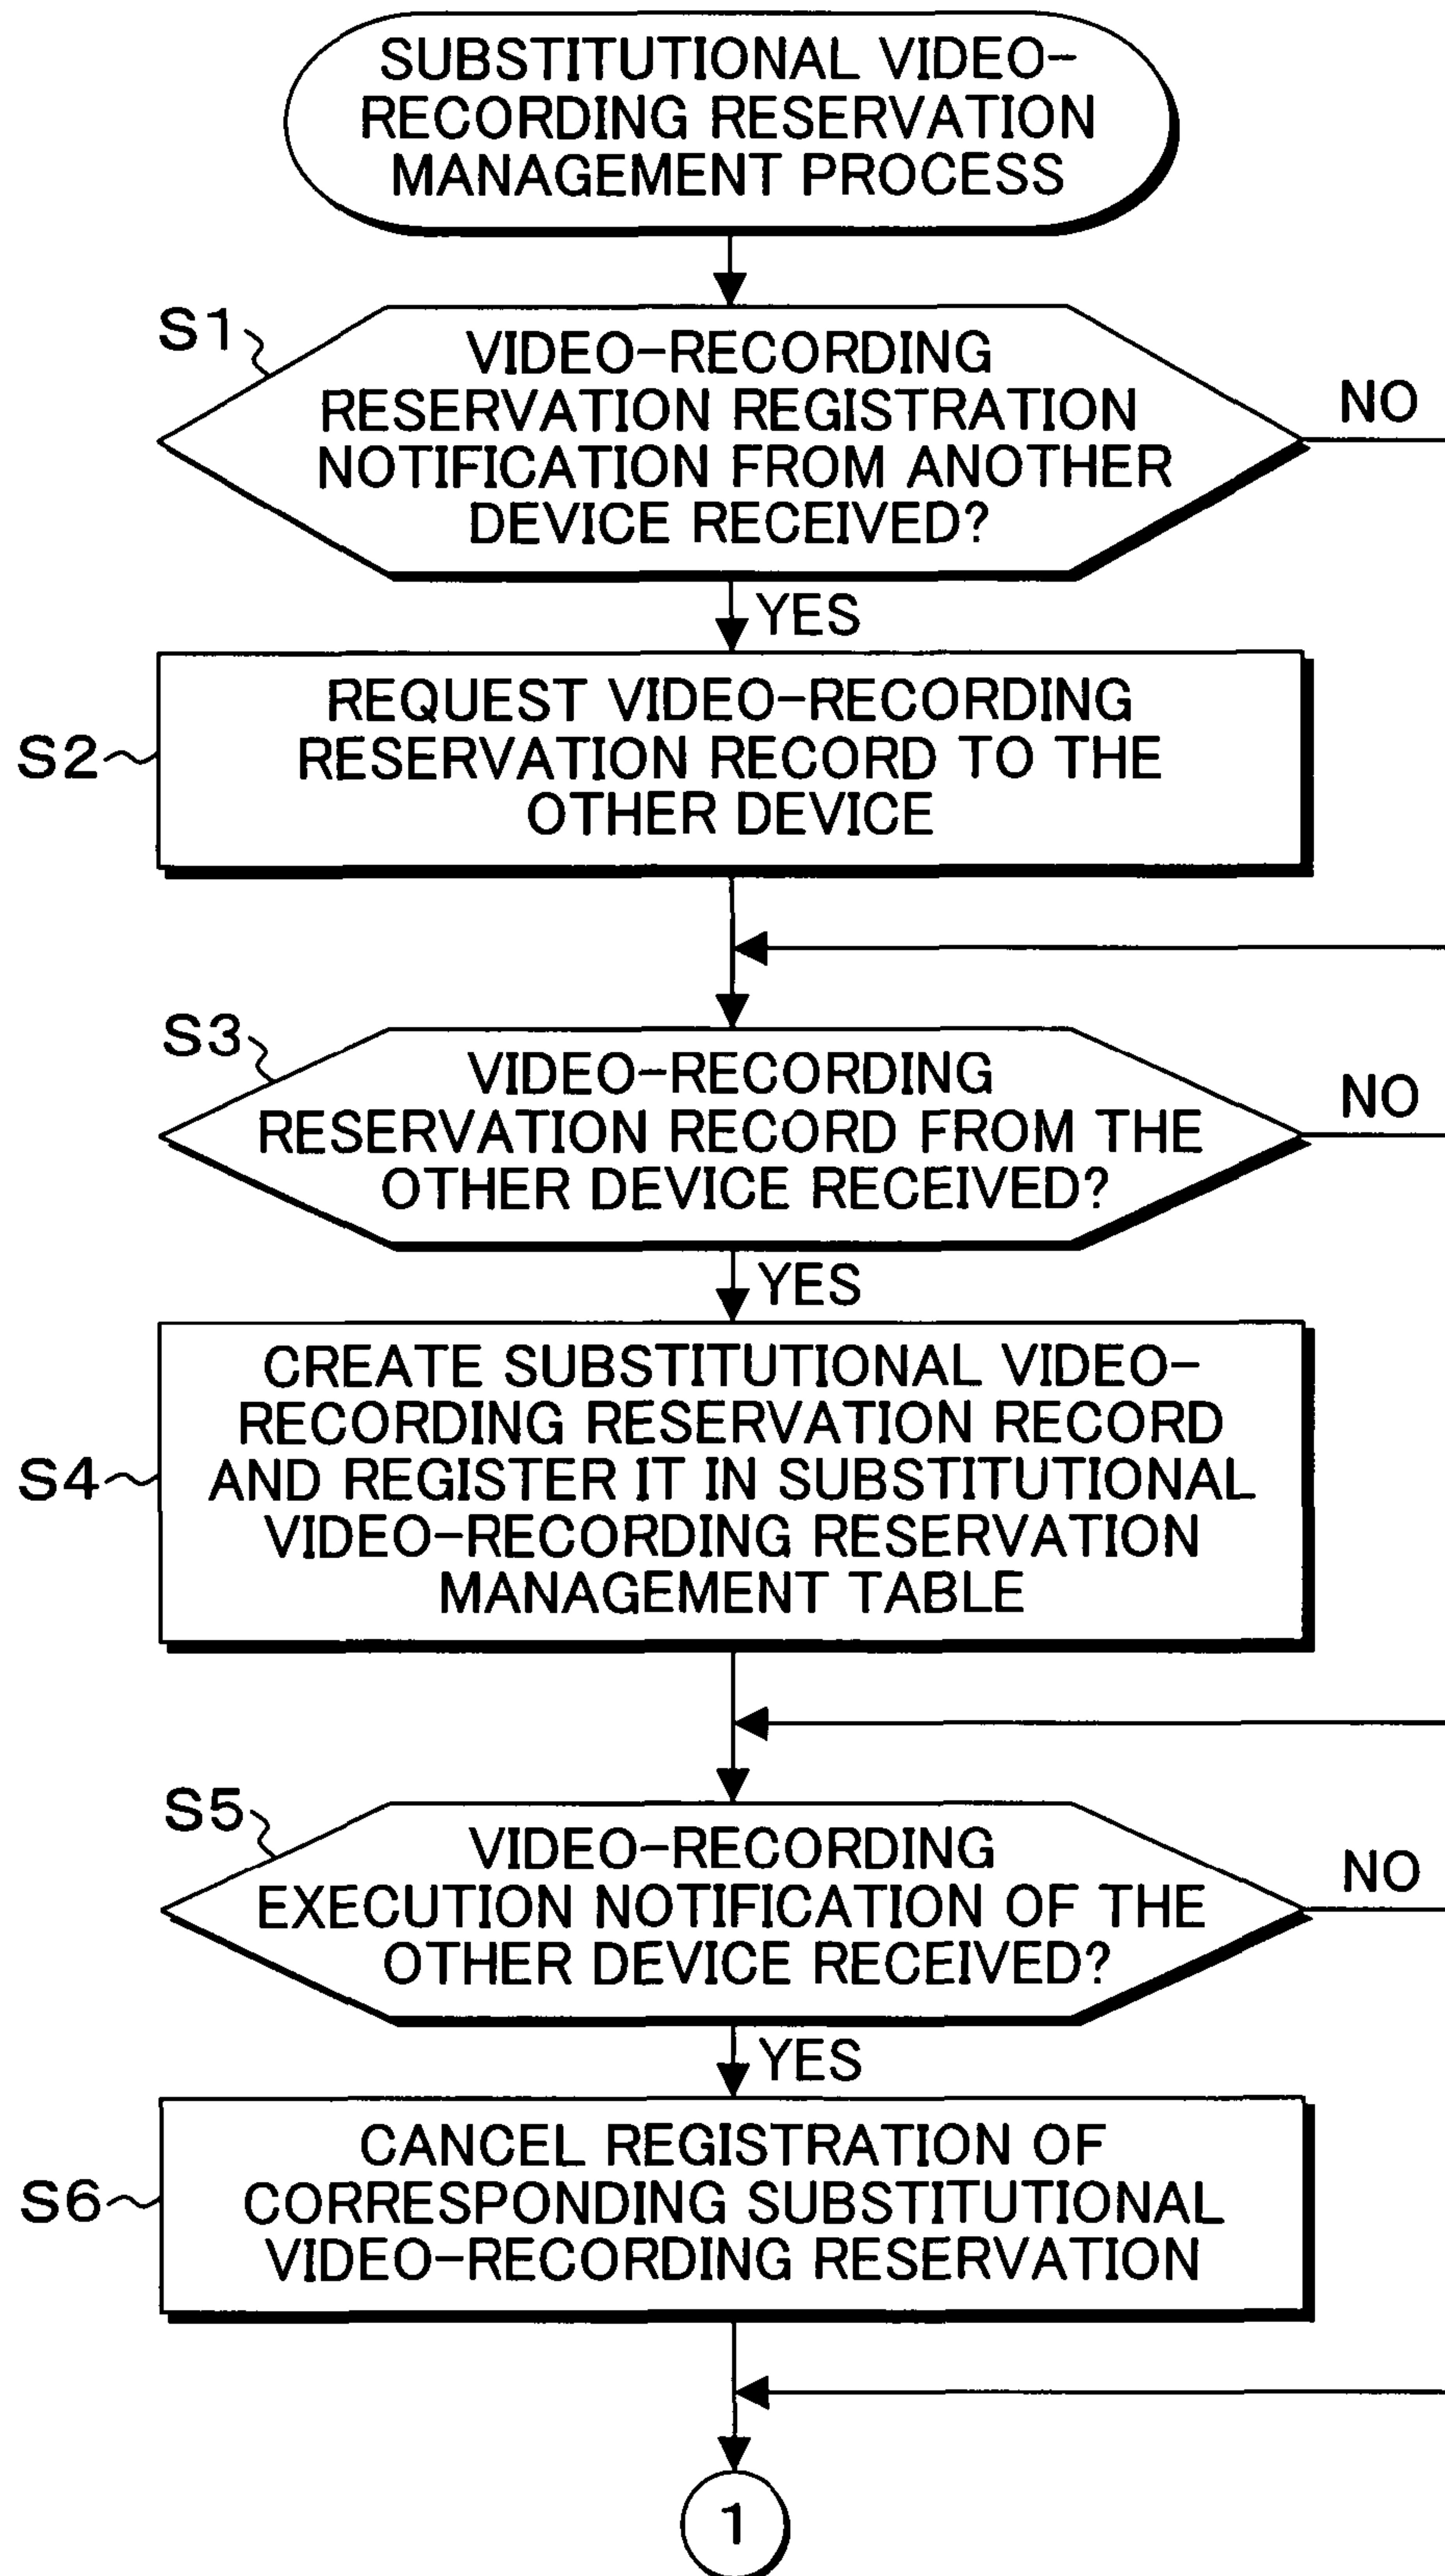 SUBSTITUTIONAL VIDEO-
RECORDING RESERVATION
MANAGEMENT PROCESS
S1
VIDEO-RECORDING
RESERVATION REGISTRATION
NOTIFICATION FROM ANOTHER
DEVICE RECEIVED?
NO
YES
S2
REQUEST VIDEO-RECORDING
RESERVATION RECORD TO THE
OTHER DEVICE
S3
VIDEO-RECORDING
RESERVATION RECORD FROM THE
OTHER DEVICE RECEIVED?
NO
YES
S4
CREATE SUBSTITUTIONAL VIDEO-
RECORDING RESERVATION RECORD
AND REGISTER IT IN SUBSTITUTIONAL
VIDEO-RECORDING RESERVATION
MANAGEMENT TABLE
S5
VIDEO-RECORDING
EXECUTION NOTIFICATION OF THE
OTHER DEVICE RECEIVED?
NO
YES
S6
CANCEL REGISTRATION OF
CORRESPONDING SUBSTITUTIONAL
VIDEO-RECORDING RESERVATION
1